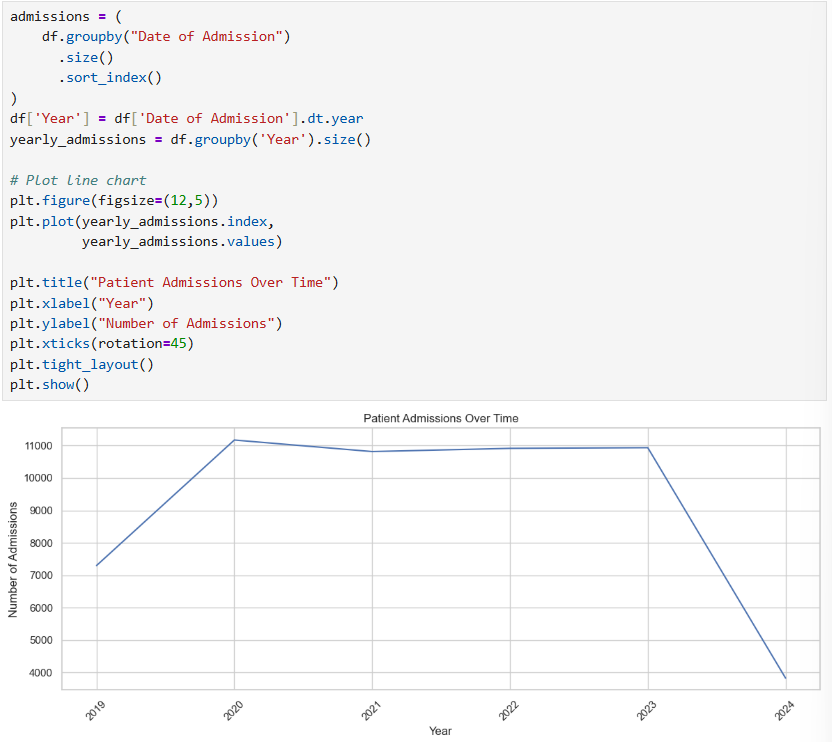 admissions = (
    df.groupby("Date of Admission")
      .size()
      .sort_index()
)
df['Year'] = df['Date of Admission'].dt.year
yearly_admissions = df.groupby('Year').size()
# Plot line chart
plt.figure(figsize=(12,5))
plt.plot(yearly_admissions.index,
         yearly_admissions.values)
plt.title("Patient Admissions Over Time")
plt.xlabel("Year")
plt.ylabel("Number of Admissions")
plt.xticks(rotation=45)
plt.tight_layout()
plt.show()
Patient Admissions Over Time
Number of Admissions
11000
10000
9000
8000
7000
6000
5000
4000
2019 2020 2021 2022 2023 2024
Year